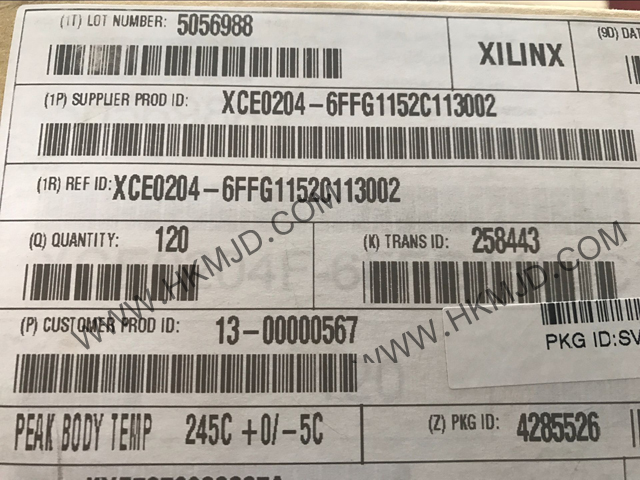 (1T) LOT NUMBER: 5056988
XILINX
(9D) DAT
(1P) SUPPLIER PROD ID: XCE0204-6FFG1152C113002
(1R) REF ID: XCE0204-6FFG1152C113002
(Q) QUANTITY: 120
(K) TRANS ID: 258443
(P) CUSTOMER PROD ID: 13-00000567
PKG ID:SV
PEAK BODY TEMP 245C +0/-5C
(Z) PKG ID: 4285526
WWW.HKMJD.COM
WWW.HKMJD.COM